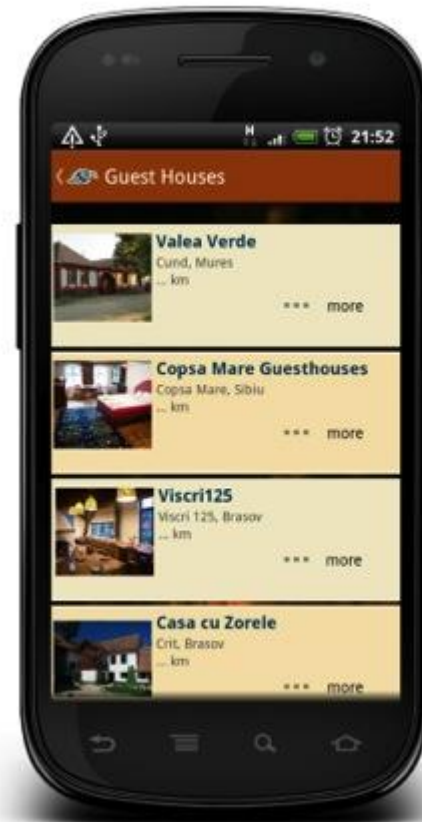 H
21:52
Guest Houses
Valea Verde
Cund, Mures
... km
more
Copsa Mare Guesthouses
Copsa Mare, Sibiu
... km
more
Viscri125
Viscri 125, Brasov
... km
more
Casa cu Zorele
Crit, Brasov
... km
more